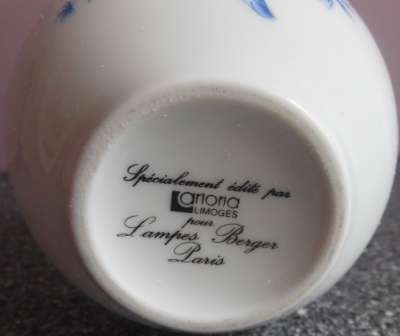 Spécialement édité par
artoria
LIMOGES
pour
Lampes Berger
Paris